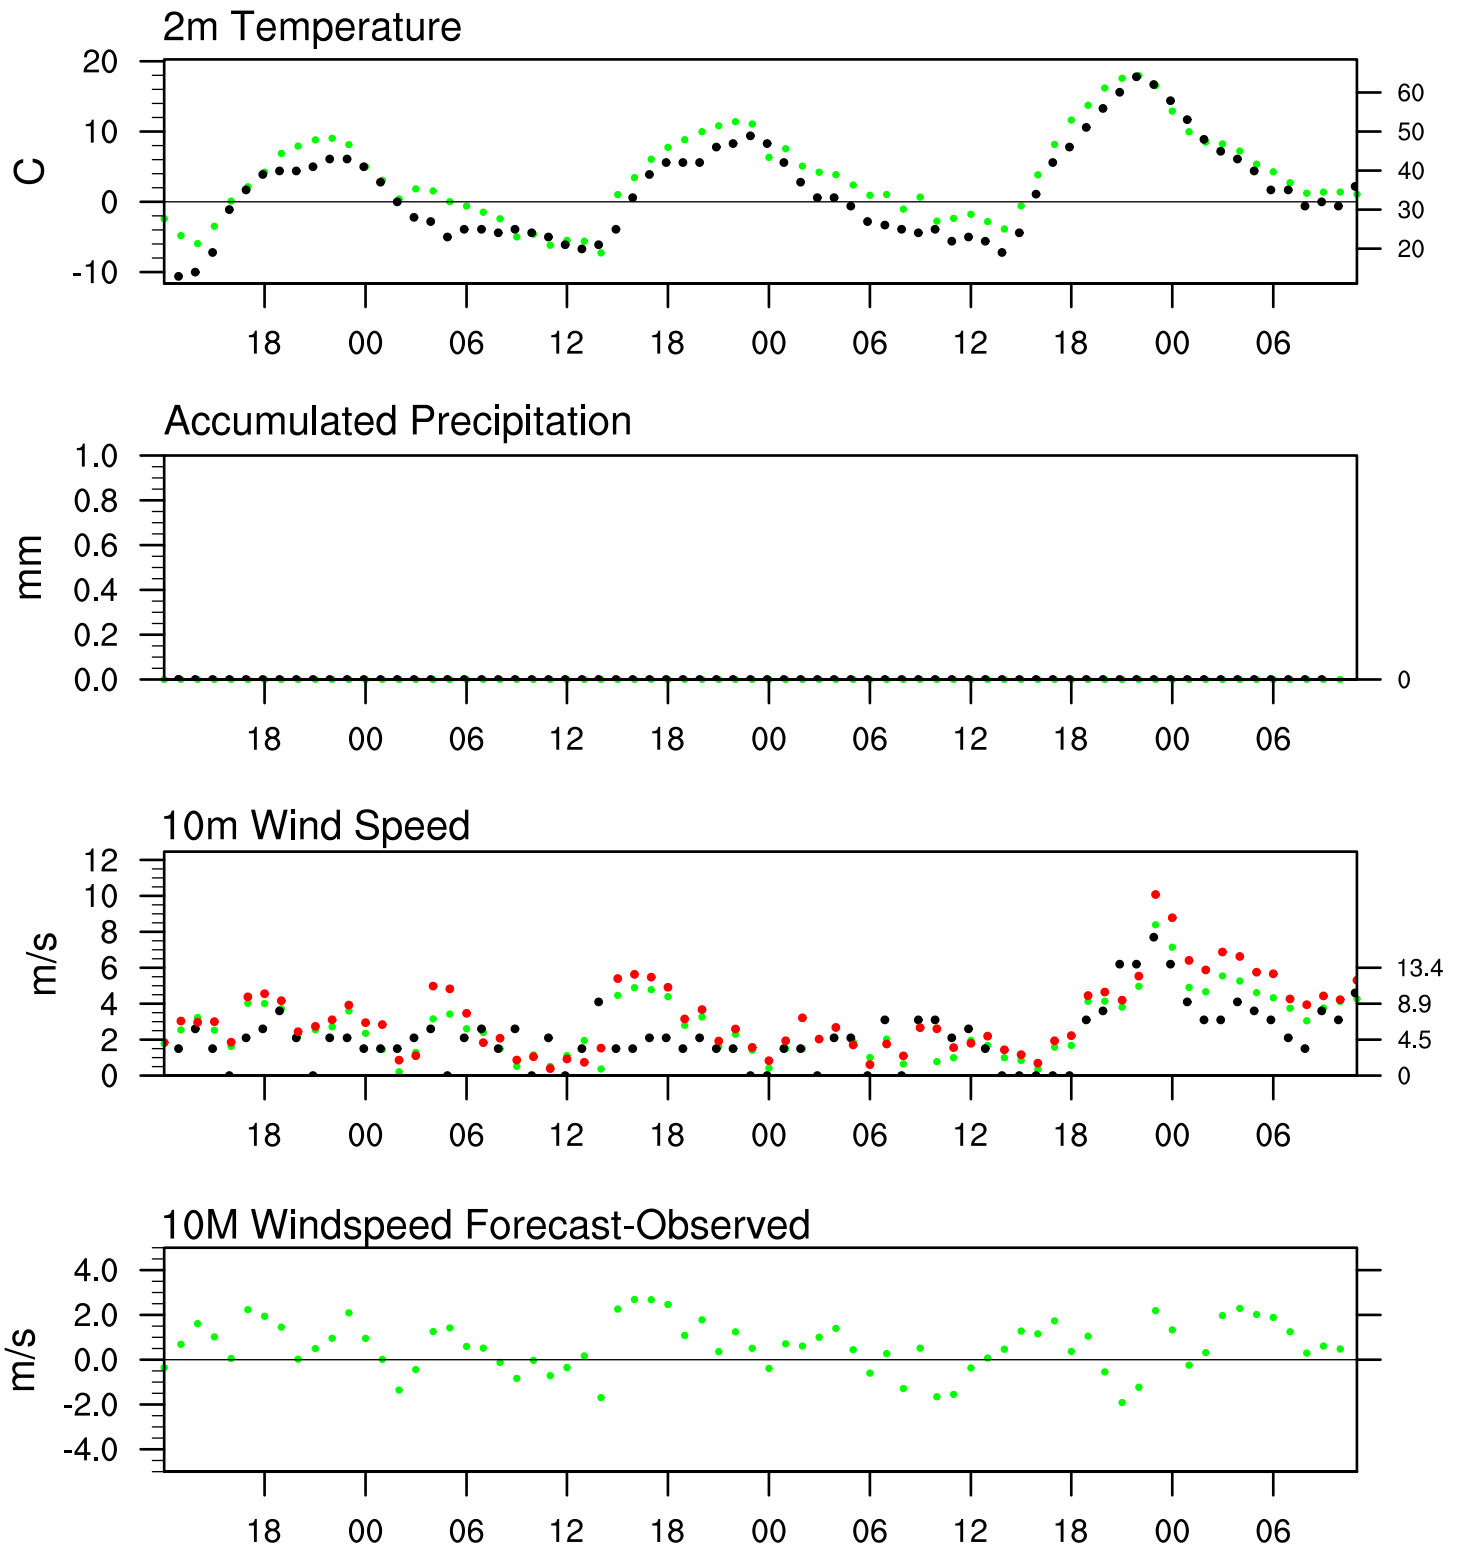 2m Temperature
20
10
0
-10
C
60
50
40
30
20
18 00 06 12 18 00 06 12 18 00 06
Accumulated Precipitation
1.0
0.8
0.6
0.4
0.2
0.0
mm
0
18 00 06 12 18 00 06 12 18 00 06
10m Wind Speed
12
10
8
6
4
2
0
m/s
13.4
8.9
4.5
0
18 00 06 12 18 00 06 12 18 00 06
10M Windspeed Forecast-Observed
4.0
2.0
0.0
-2.0
-4.0
m/s
18 00 06 12 18 00 06 12 18 00 06